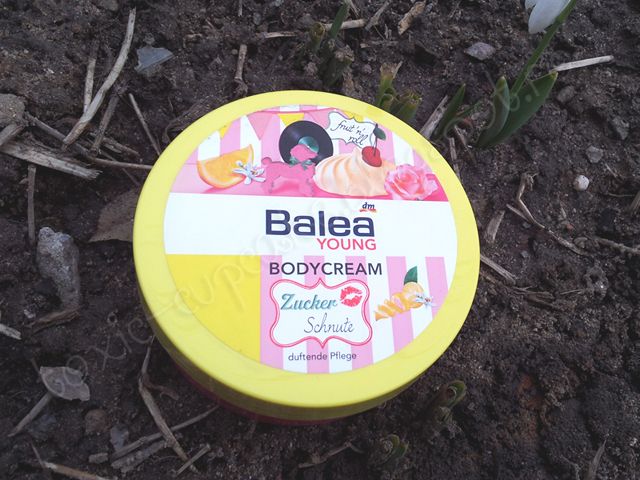 fruit 'n'
roll
dm
Balea
YOUNG
BODYCREAM
Zucker
Schnute
duftende Pflege